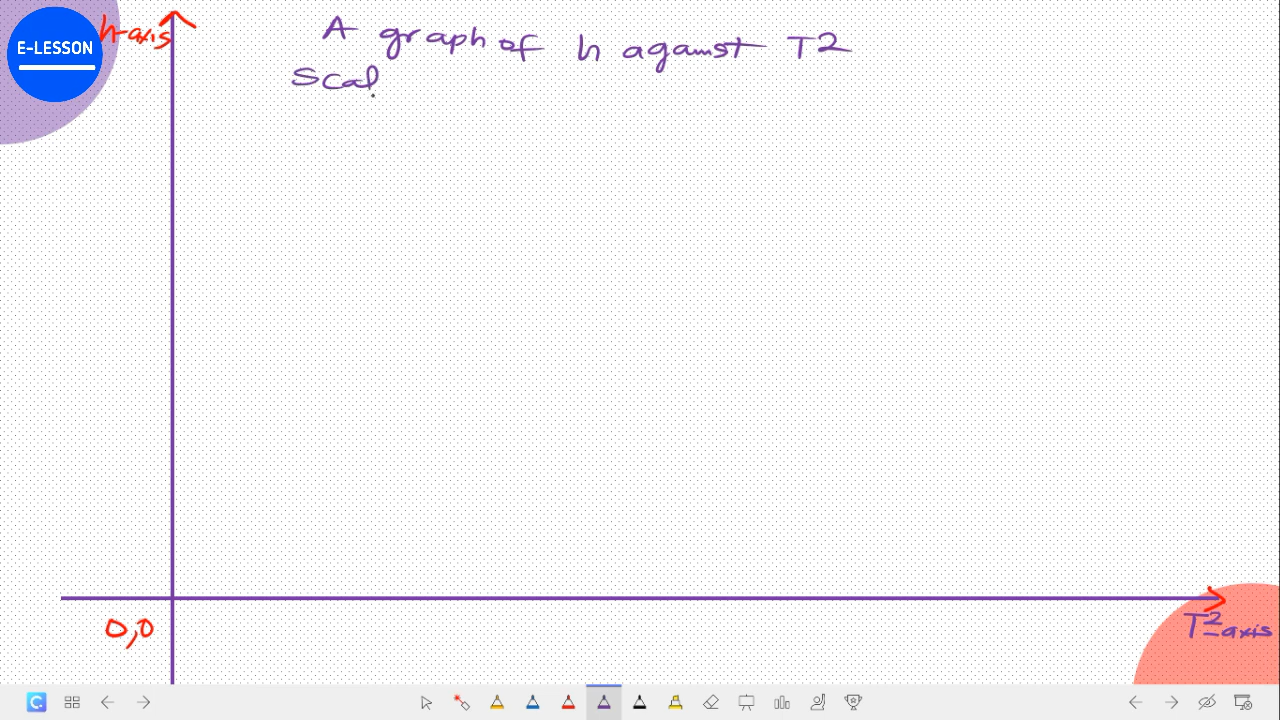 h-axis
E-LESSON
A graph of h against T2
Scal
0,0
T²-axis